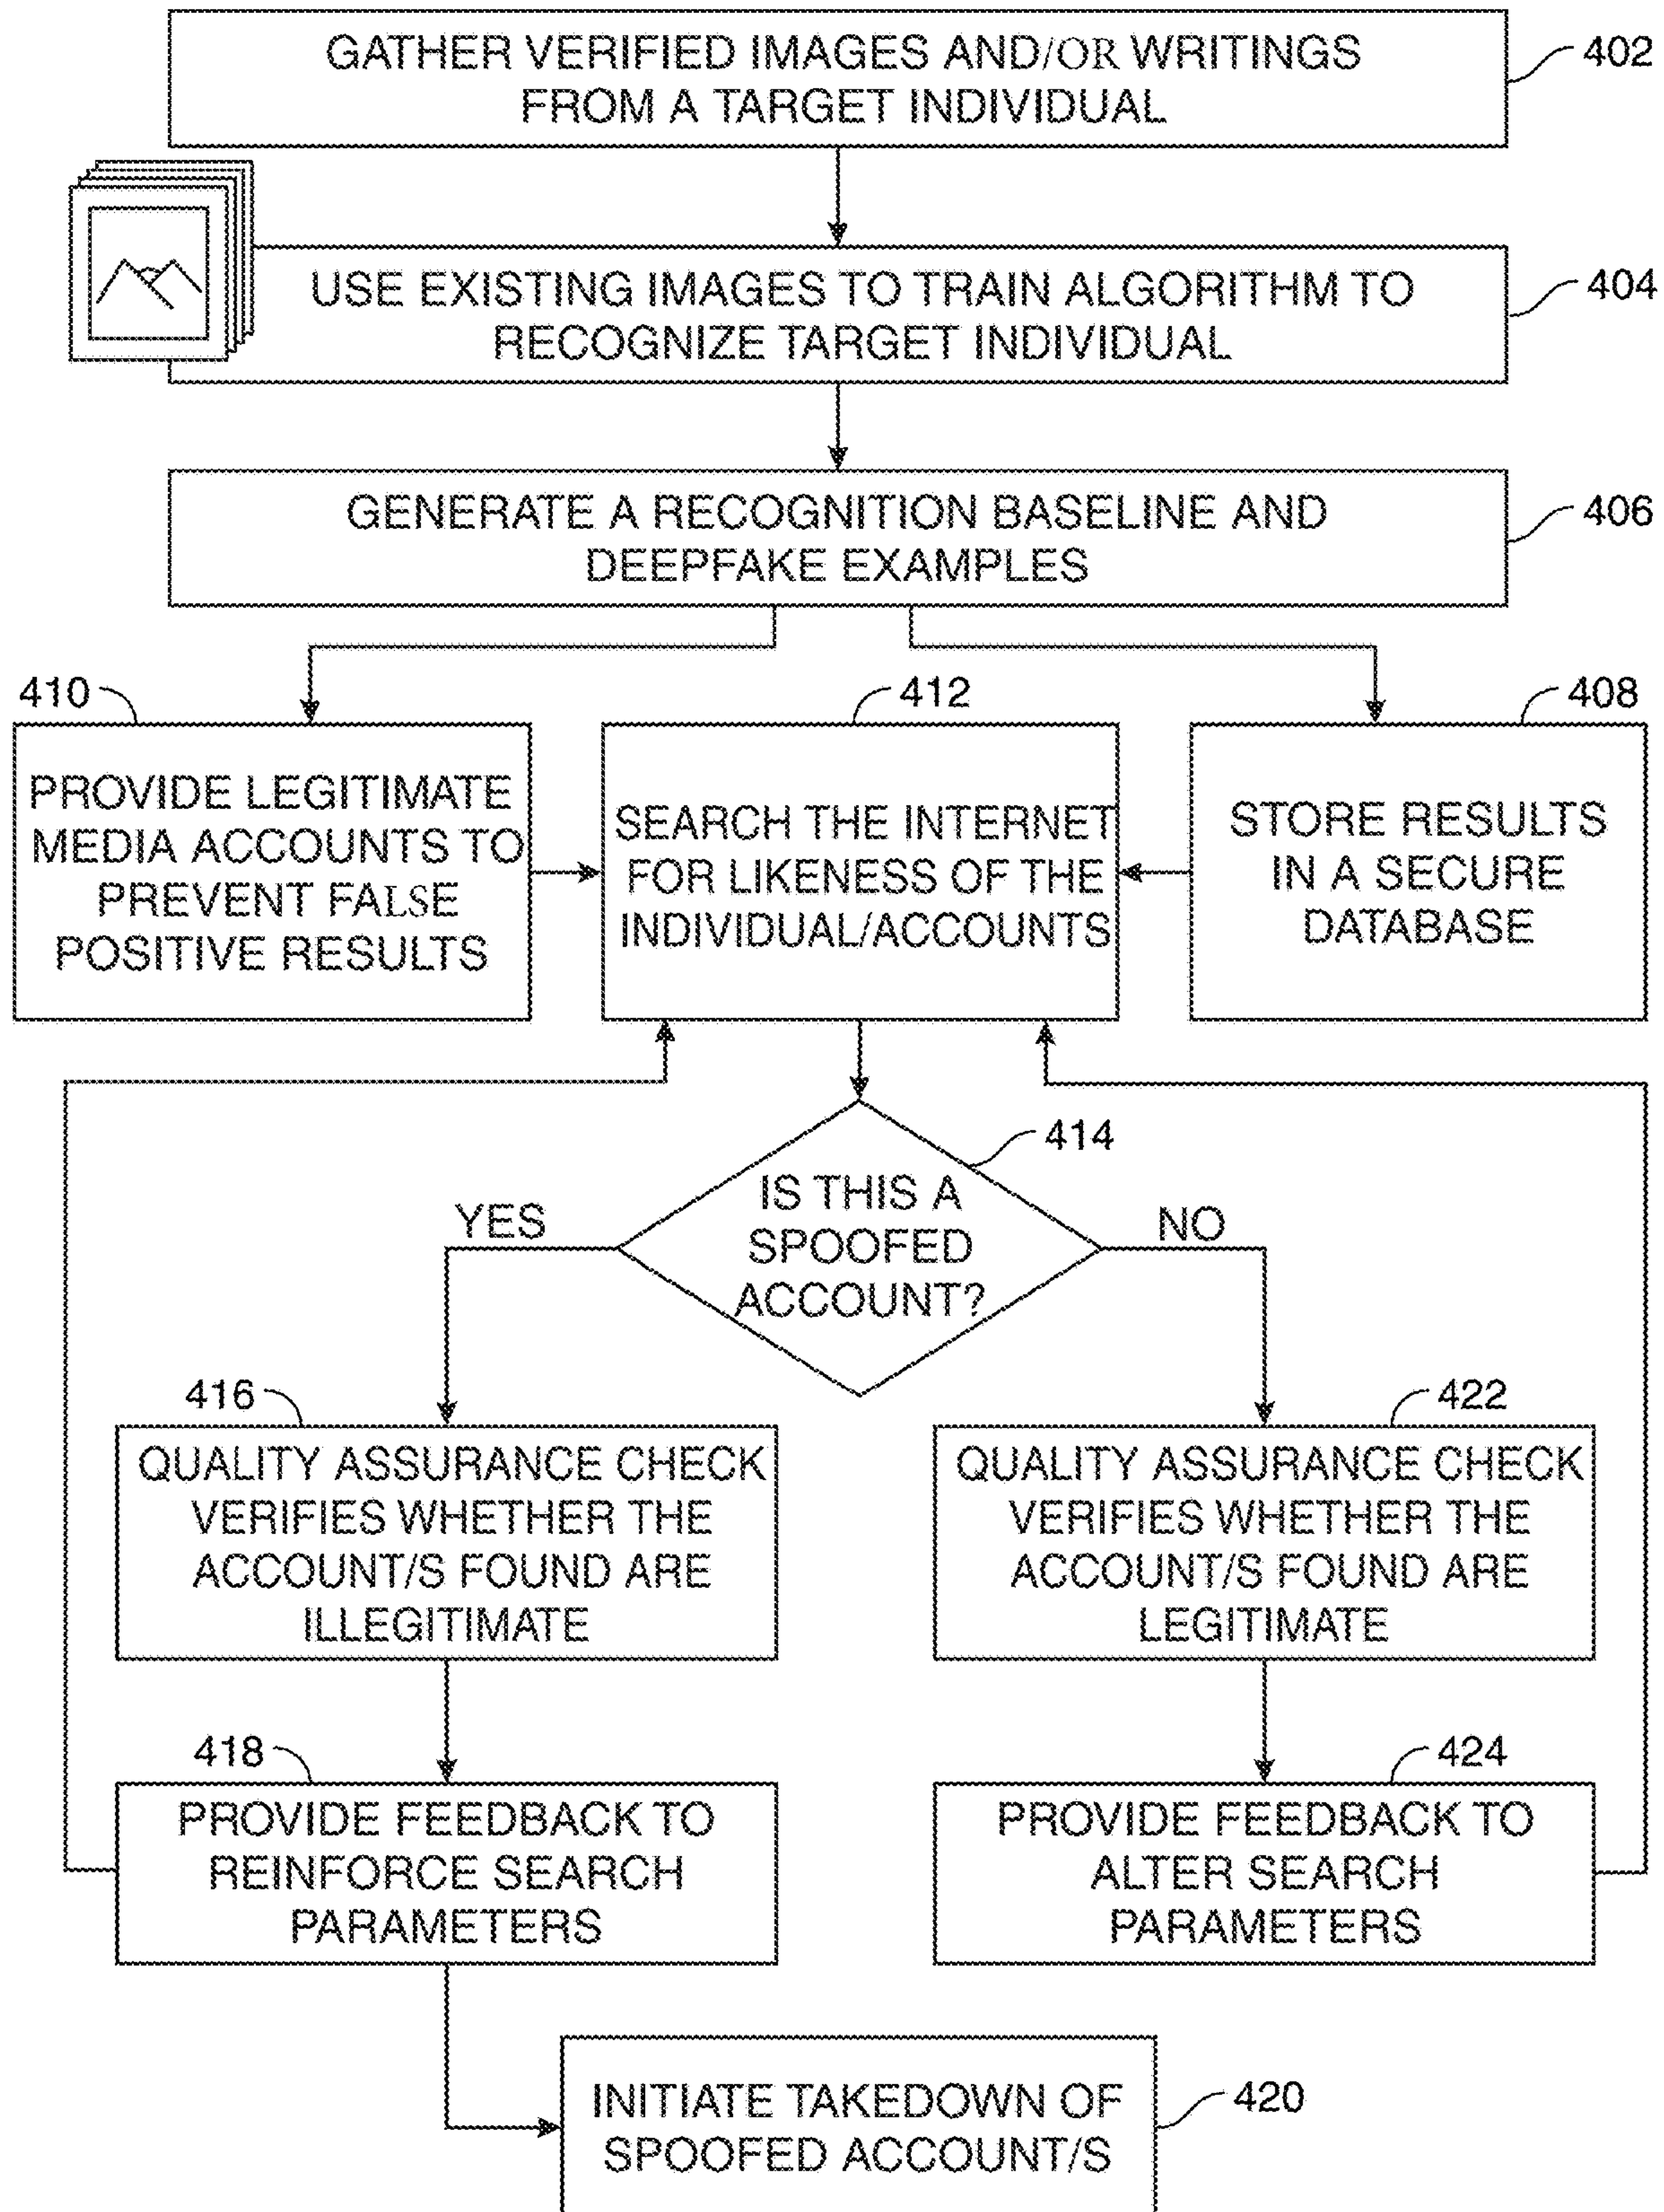 GATHER VERIFIED IMAGES AND/OR WRITINGS
FROM A TARGET INDIVIDUAL
402
USE EXISTING IMAGES TO TRAIN ALGORITHM TO
RECOGNIZE TARGET INDIVIDUAL
404
GENERATE A RECOGNITION BASELINE AND
DEEPFAKE EXAMPLES
406
410
PROVIDE LEGITIMATE
MEDIA ACCOUNTS TO
PREVENT FALSE
POSITIVE RESULTS
412
SEARCH THE INTERNET
FOR LIKENESS OF THE
INDIVIDUAL/ACCOUNTS
408
STORE RESULTS
IN A SECURE
DATABASE
414
IS THIS A
SPOOFED
ACCOUNT?
YES
NO
416
QUALITY ASSURANCE CHECK
VERIFIES WHETHER THE
ACCOUNT/S FOUND ARE
ILLEGITIMATE
422
QUALITY ASSURANCE CHECK
VERIFIES WHETHER THE
ACCOUNT/S FOUND ARE
LEGITIMATE
418
PROVIDE FEEDBACK TO
REINFORCE SEARCH
PARAMETERS
424
PROVIDE FEEDBACK TO
ALTER SEARCH
PARAMETERS
INITIATE TAKEDOWN OF
SPOOFED ACCOUNT/S
420